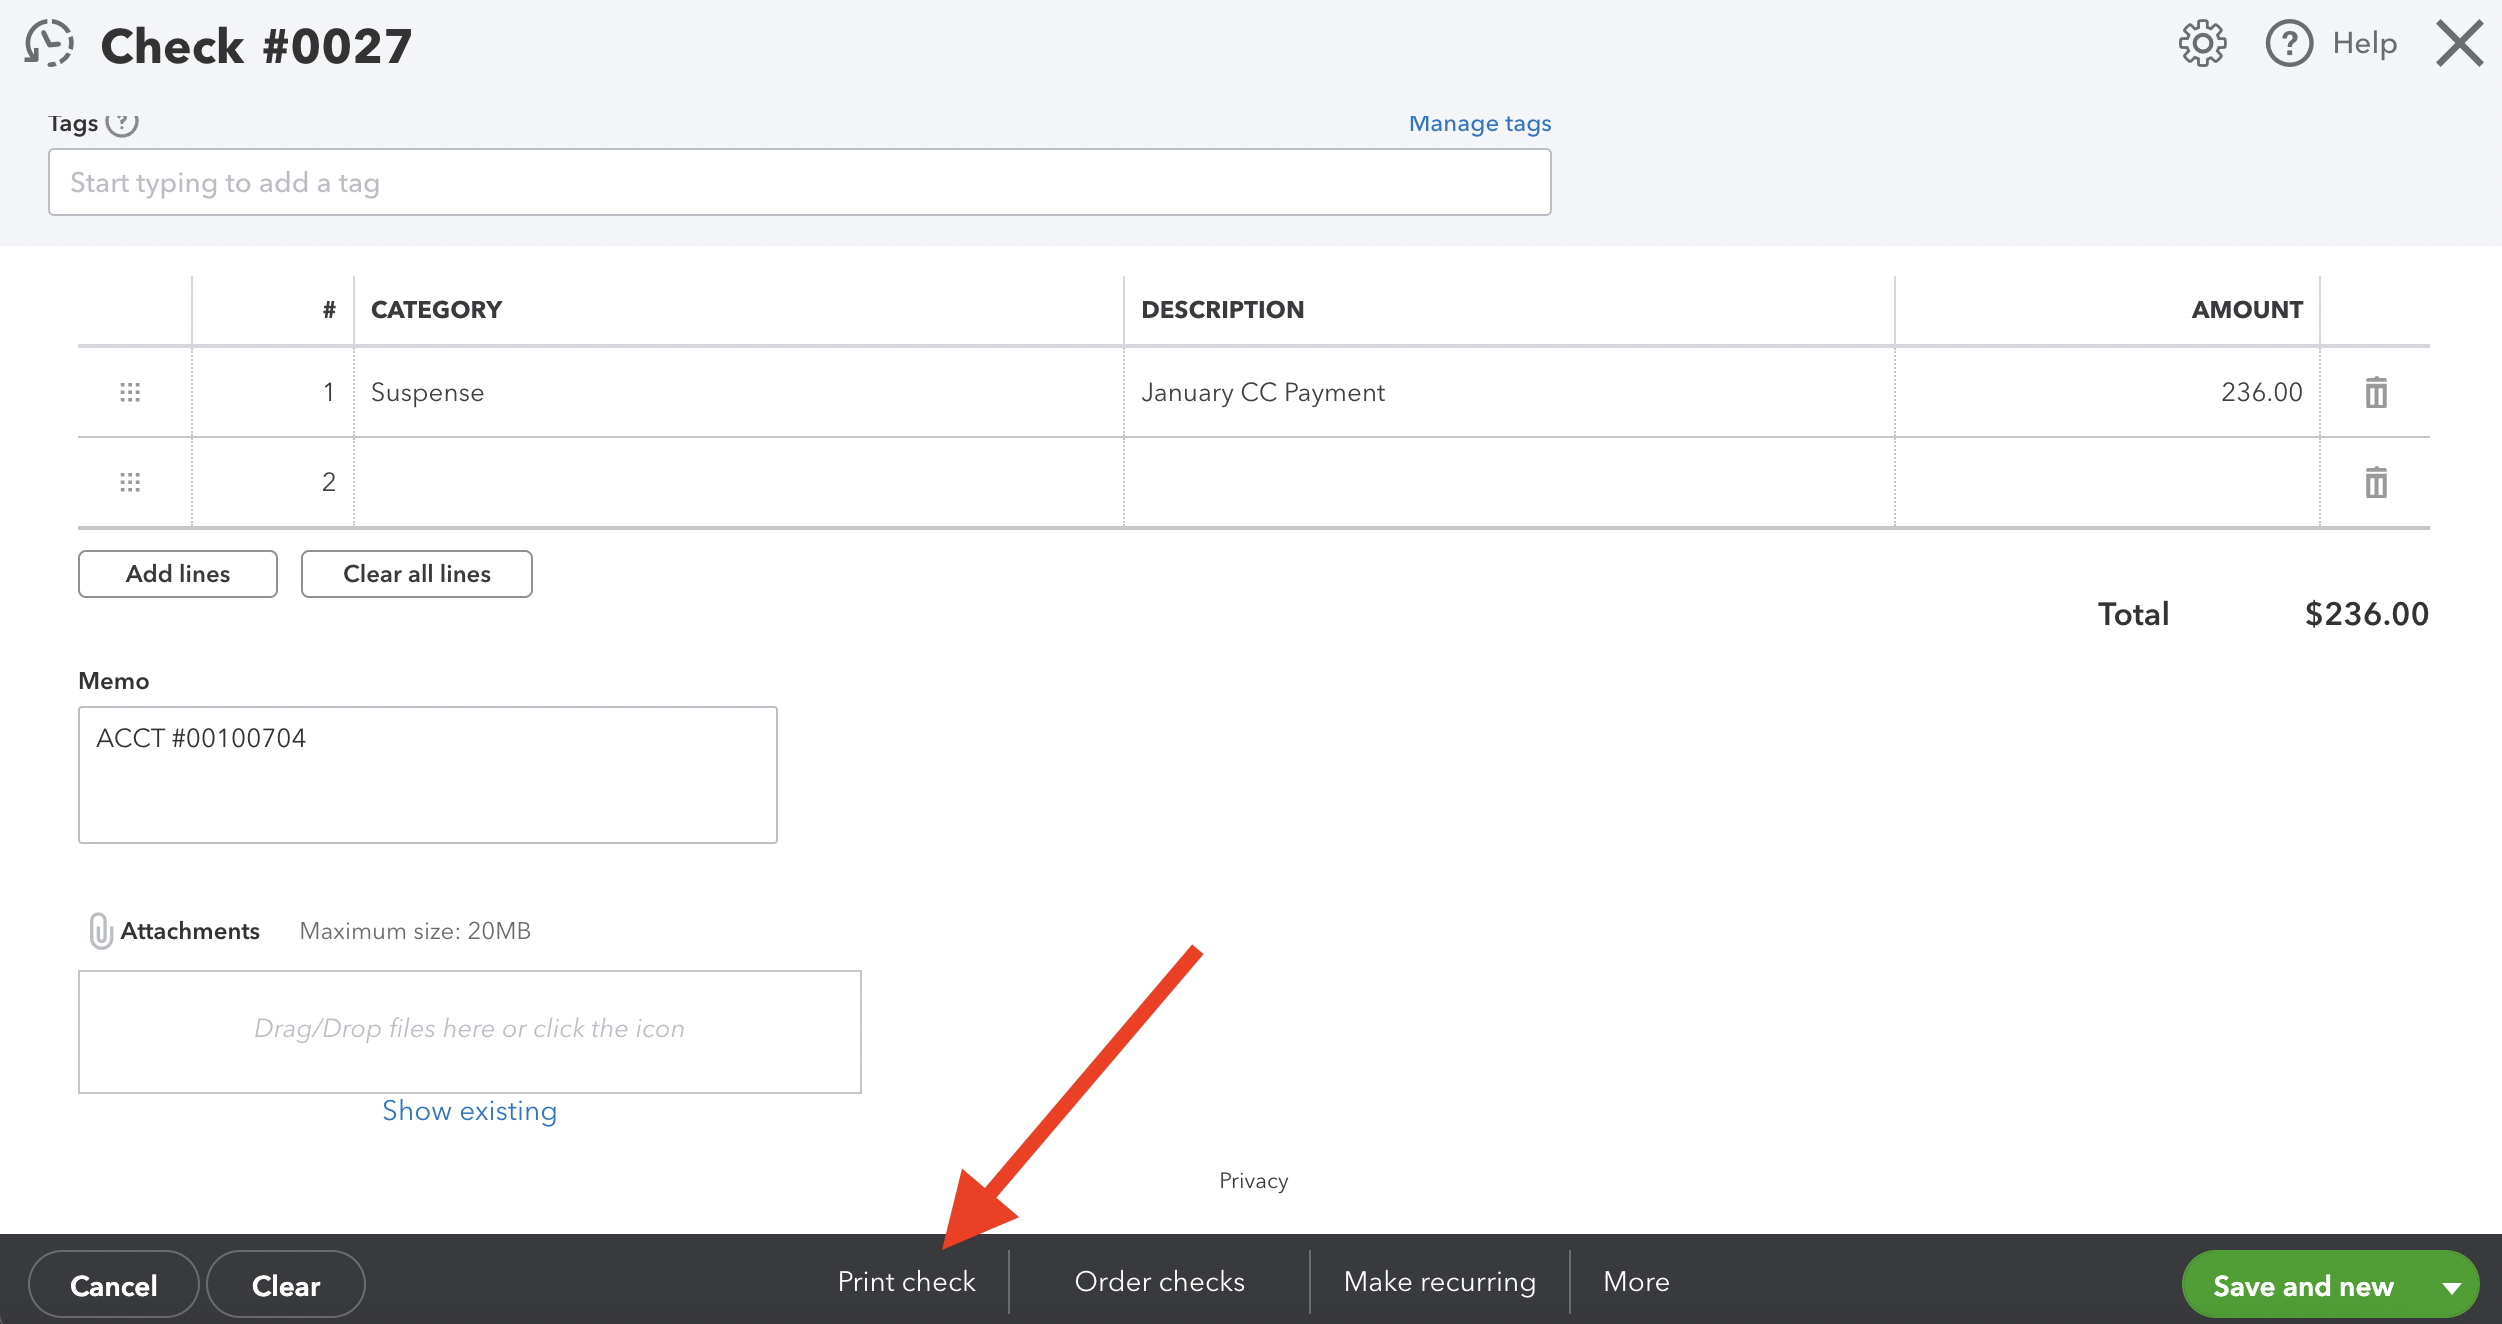 Check #0027
Help
Tags
Manage tags
Start typing to add a tag
# CATEGORY DESCRIPTION AMOUNT
1 Suspense January CC Payment 236.00
2
Add lines Clear all lines
Total $236.00
Memo
ACCT #00100704
Attachments Maximum size: 20MB
Drag/Drop files here or click the icon
Show existing
Privacy
Cancel Clear Print check Order checks Make recurring More Save and new